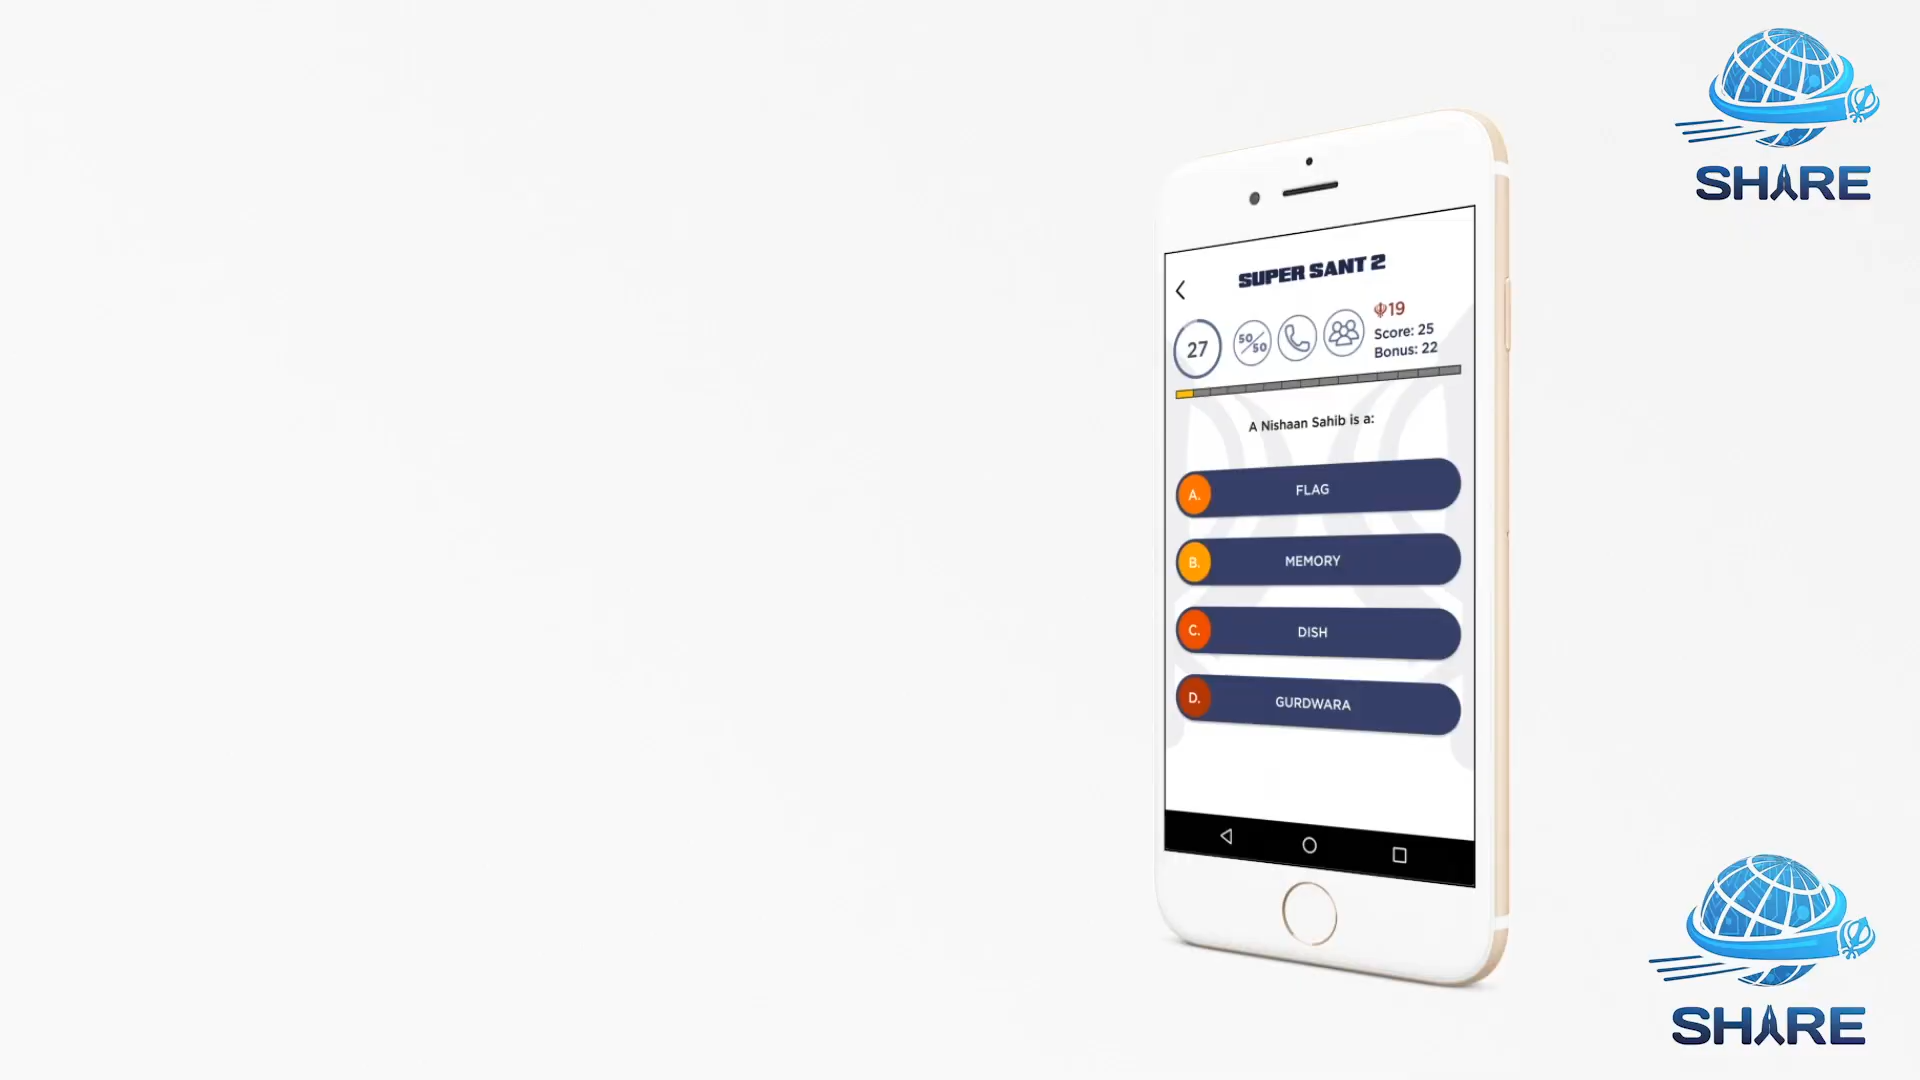 SHARE
SUPER SANT 2
27
50/50
19
Score: 25
Bonus: 22
A Nishaan Sahib is a:
A. FLAG
B. MEMORY
C. DISH
D. GURDWARA
SHARE